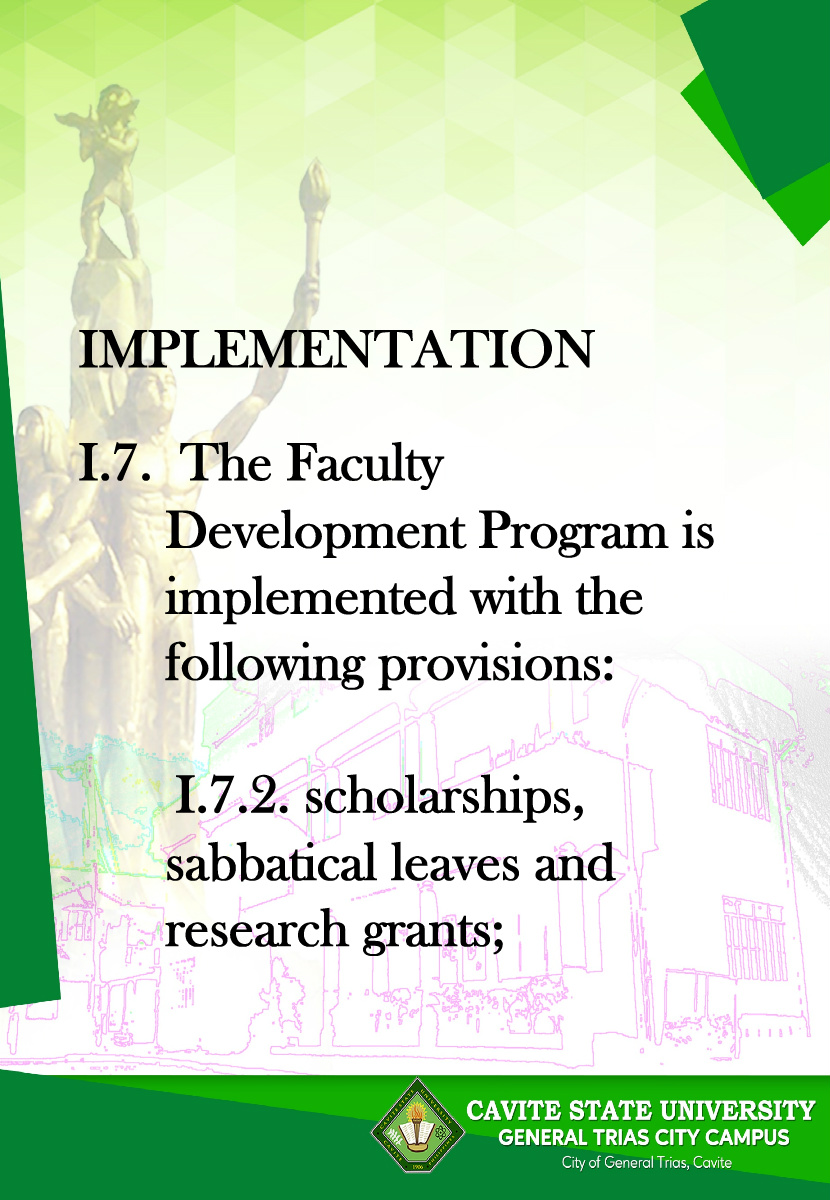 IMPLEMENTATION
I.7. The Faculty
Development Program is
implemented with the
following provisions:
I.7.2. scholarships,
sabbatical leaves and
research grants;
CAVITE STATE UNIVERSITY
GENERAL TRIAS CITY CAMPUS
City of General Trias, Cavite
1906